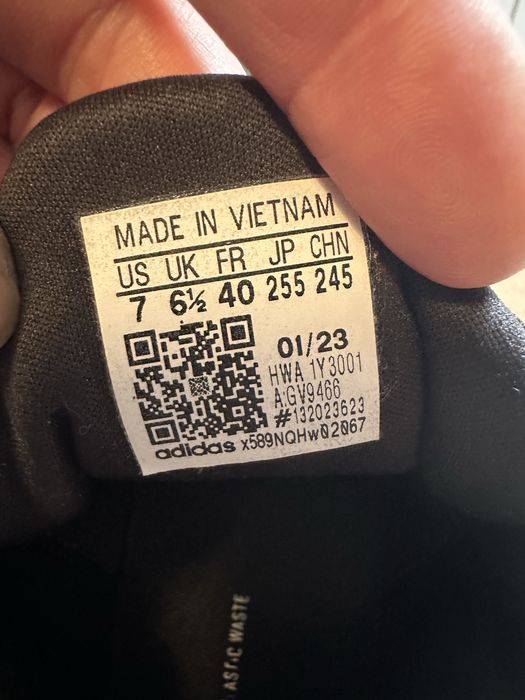 MADE IN VIETNAM
US UK FR JP CHN
7 6½ 40 255 245
01/23
HWA 1Y3001
A:GV9466
#132023623
adidas x589NQHw02067
WASTE